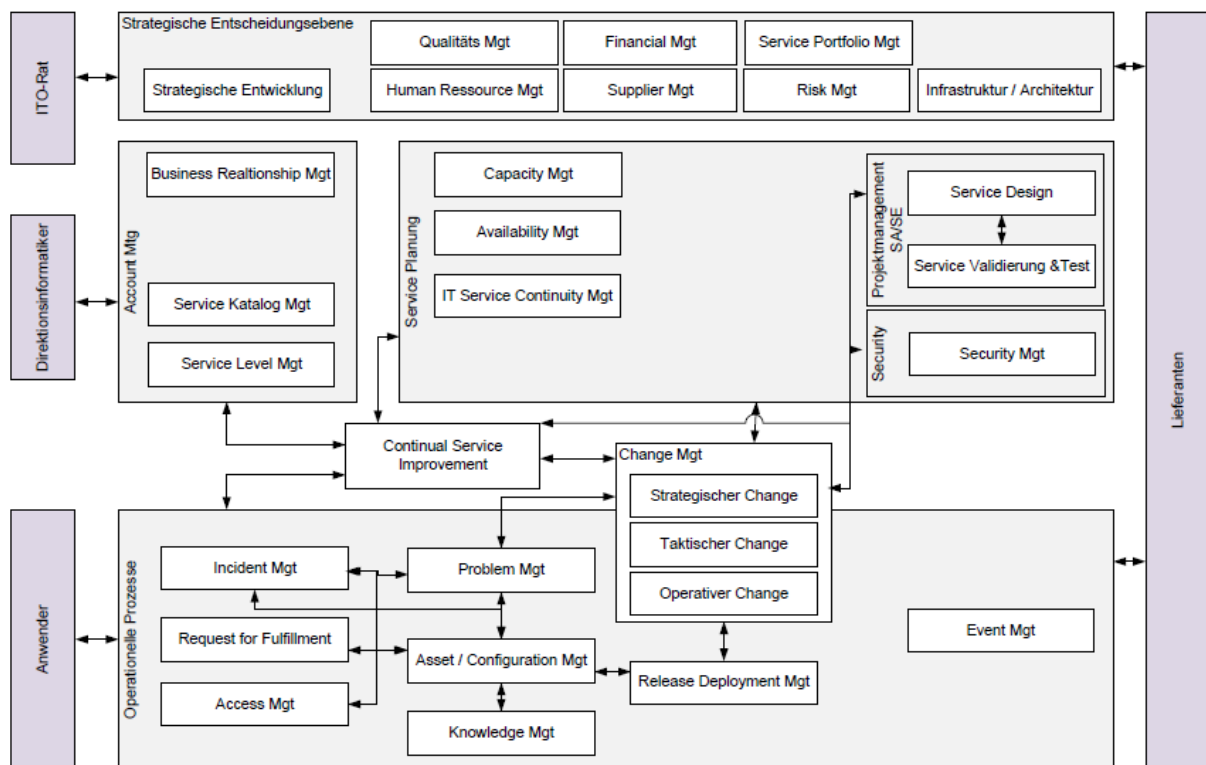 ITO-Rat
Strategische Entscheidungsebene
Qualitäts Mgt
Financial Mgt
Service Portfolio Mgt
Strategische Entwicklung
Human Ressource Mgt
Supplier Mgt
Risk Mgt
Infrastruktur / Architektur
Lieferanten
Direktionsinformatiker
Account Mtg
Business Realtionship Mgt
Service Katalog Mgt
Service Level Mgt
Service Planung
Capacity Mgt
Availability Mgt
IT Service Continuity Mgt
Projektmanagement
SA/SE
Service Design
Service Validierung &Test
Security
Security Mgt
Continual Service
Improvement
Change Mgt
Strategischer Change
Taktischer Change
Operativer Change
Anwender
Operationelle Prozesse
Incident Mgt
Problem Mgt
Request for Fulfillment
Asset / Configuration Mgt
Access Mgt
Knowledge Mgt
Release Deployment Mgt
Event Mgt